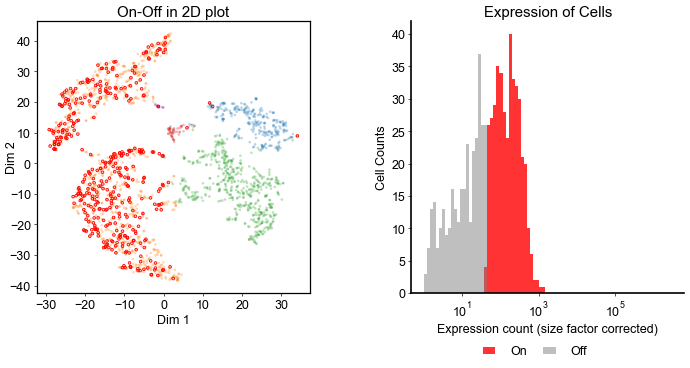 On-Off in 2D plot
Expression of Cells
40
30
20
10
0
−10
−20
−30
−40
Dim 2
−30 −20 −10 0 10 20 30
Dim 1
40
35
30
25
20
15
10
5
0
Cell Counts
10^1 10^3 10^5
Expression count (size factor corrected)
On Off